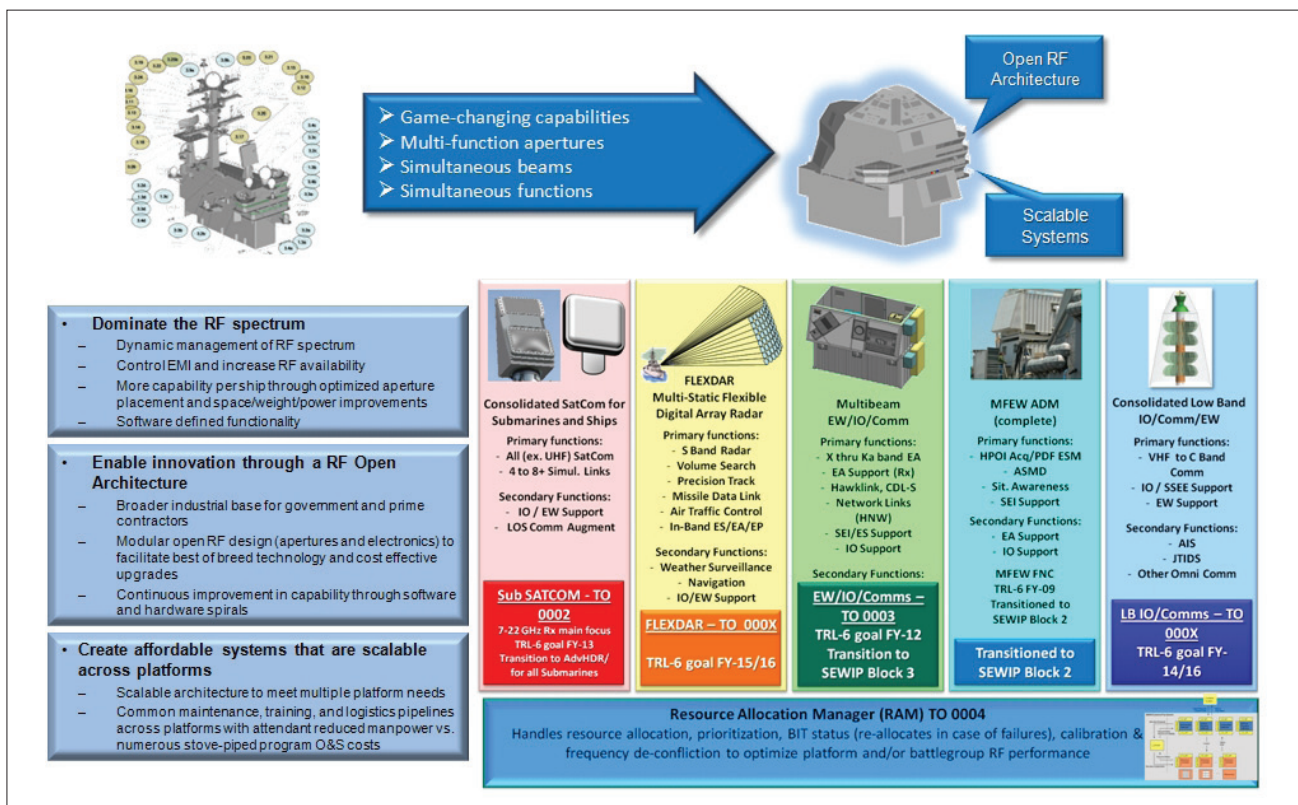 ➢ Game-changing capabilities
➢ Multi-function apertures
➢ Simultaneous beams
➢ Simultaneous functions
Open RF
Architecture
Scalable
Systems
• Dominate the RF spectrum
– Dynamic management of RF spectrum
– Control EMI and increase RF availability
– More capability per ship through optimized aperture
placement and space/weight/power improvements
– Software defined functionality
• Enable innovation through a RF Open
Architecture
– Broader industrial base for government and prime
contractors
– Modular open RF design (apertures and electronics) to
facilitate best of breed technology and cost effective
upgrades
– Continuous improvement in capability through software
and hardware spirals
• Create affordable systems that are scalable
across platforms
– Scalable architecture to meet multiple platform needs
– Common maintenance, training, and logistics pipelines
across platforms with attendant reduced manpower vs.
numerous stove-piped program O&S costs
Consolidated SatCom for
Submarines and Ships
Primary functions:
- All (ex. UHF) SatCom
- 4 to 8+ Simul. Links
Secondary Functions:
- IO / EW Support
- LOS Comm Augment
Sub SATCOM - TO
0002
7-22 GHz Rx main focus
TRL-6 goal FY-13
Transition to AdvHDR/
for all Submarines
FLEXDAR
Multi-Static Flexible
Digital Array Radar
Primary functions:
- S Band Radar
- Volume Search
- Precision Track
- Missile Data Link
- Air Traffic Control
- In-Band ES/EA/EP
Secondary Functions:
- Weather Surveillance
- Navigation
- IO/EW Support
FLEXDAR – TO 000X
TRL-6 goal FY-15/16
Multibeam
EW/IO/Comm
Primary functions:
- X thru Ka band EA
- EA Support (Rx)
- Hawklink, CDL-S
- Network Links
(HNW)
- SEI/ES Support
- IO Support
Secondary Functions:
EW/IO/Comms –
TO 0003
TRL-6 goal FY-12
Transition to
SEWIP Block 3
MFEW ADM
(complete)
Primary functions:
- HPOI Acq/PDF ESM
- ASMD
- Sit. Awareness
- SEI Support
Secondary Functions:
- EA Support
- IO Support
MFEW FNC
TRL-6 FY-09
Transitioned to
SEWIP Block 2
Transitioned to
SEWIP Block 2
Consolidated Low Band
IO/Comm/EW
Primary functions:
- VHF to C Band
Comm
- IO / SSEE Support
- EW Support
Secondary Functions:
- AIS
- JTIDS
- Other Omni Comm
LB IO/Comms – TO
000X
TRL-6 goal FY-
14/16
Resource Allocation Manager (RAM) TO 0004
Handles resource allocation, prioritization, BIT status (re-allocates in case of failures), calibration &
frequency de-confliction to optimize platform and/or battlegroup RF performance